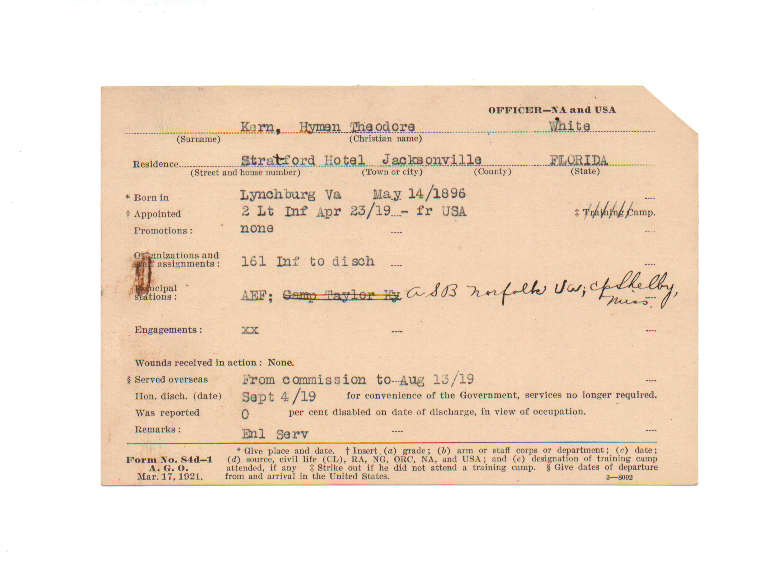 OFFICER—NA and USA
Kern, Hyman Theodore White
(Surname) (Christian name)
Residence Stratford Hotel Jacksonville FLORIDA
(Street and house number) (Town or city) (County) (State)
* Born in Lynchburg Va May 14/1896
† Appointed 2 Lt Inf Apr 23/19 - fr USA ‡ Training Camp.
Promotions: none
Organizations and
staff assignments: 161 Inf to disch
Principal
stations: AEF; Camp Taylor Ky ASB Norfolk Va; Cp Shelby,
Miss.
Engagements: xx
Wounds received in action: None.
§ Served overseas From commission to Aug 13/19
Hon. disch. (date) Sept 4/19 for convenience of the Government, services no longer required.
Was reported 0 per cent disabled on date of discharge, in view of occupation.
Remarks: Enl Serv
* Give place and date. † Insert (a) grade; (b) arm or staff corps or department; (c) date;
Form No. 84d—1 (d) source, civil life (CL), RA, NG, ORC, NA, and USA; and (e) designation of training camp
A. G. O. attended, if any ‡ Strike out if he did not attend a training camp. § Give dates of departure
Mar. 17, 1921. from and arrival in the United States. 3—8092